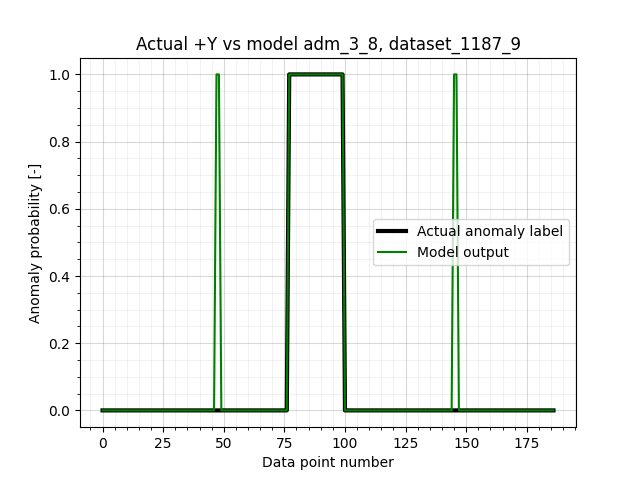 Actual +Y vs model adm_3_8, dataset_1187_9
1.0
0.8
0.6
0.4
0.2
0.0
Anomaly probability [-]
Actual anomaly label
Model output
0 25 50 75 100 125 150 175
Data point number